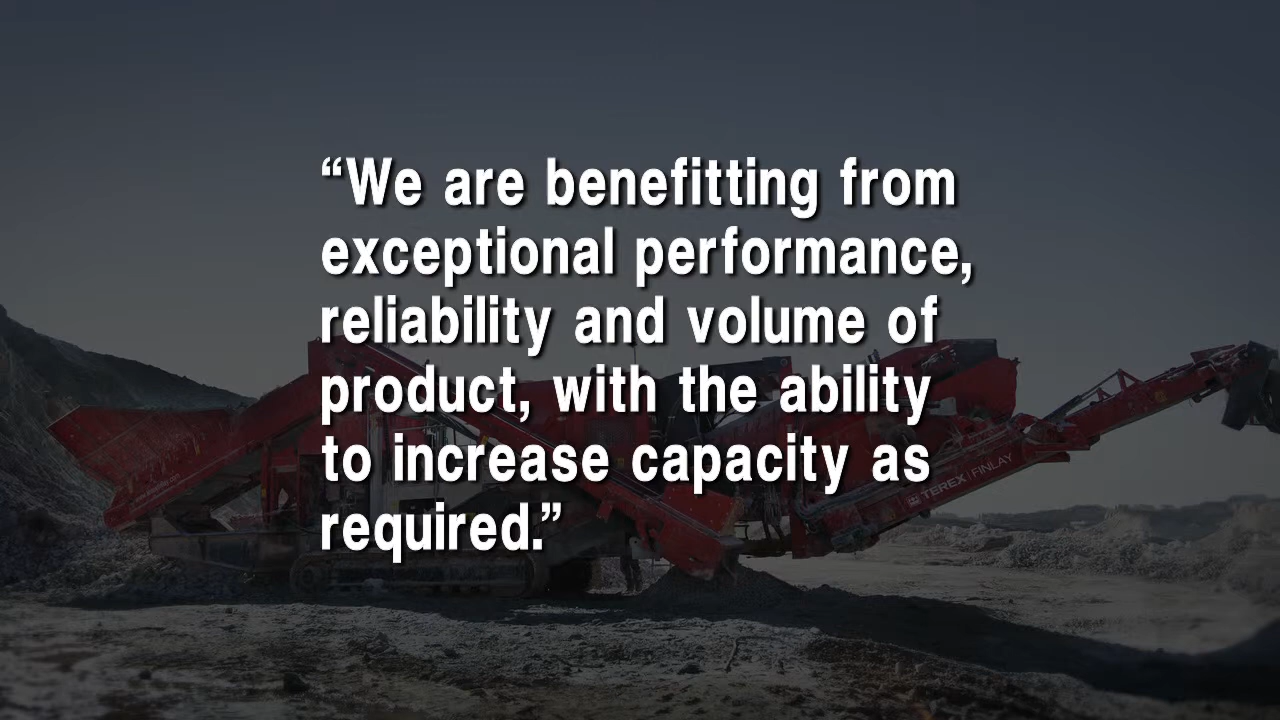 “We are benefitting from
exceptional performance,
reliability and volume of
product, with the ability
to increase capacity as
required.”
TEREX | FINLAY